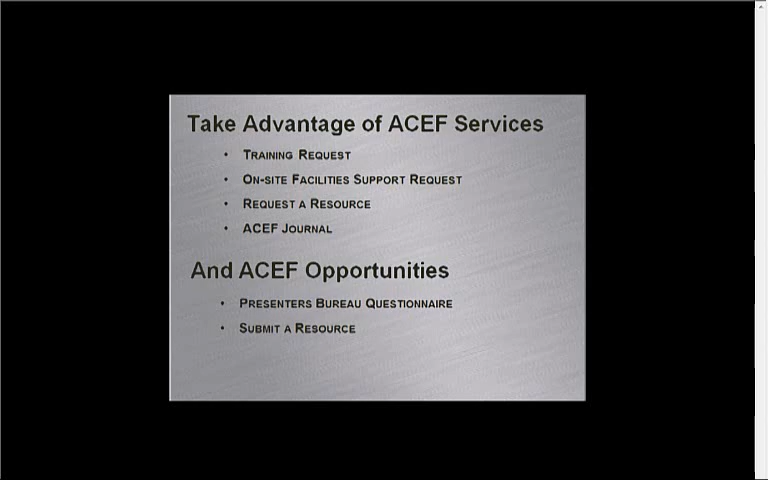 Take Advantage of ACEF Services
• Training Request
• On-site Facilities Support Request
• Request a Resource
• ACEF Journal
And ACEF Opportunities
• Presenters Bureau Questionnaire
• Submit a Resource